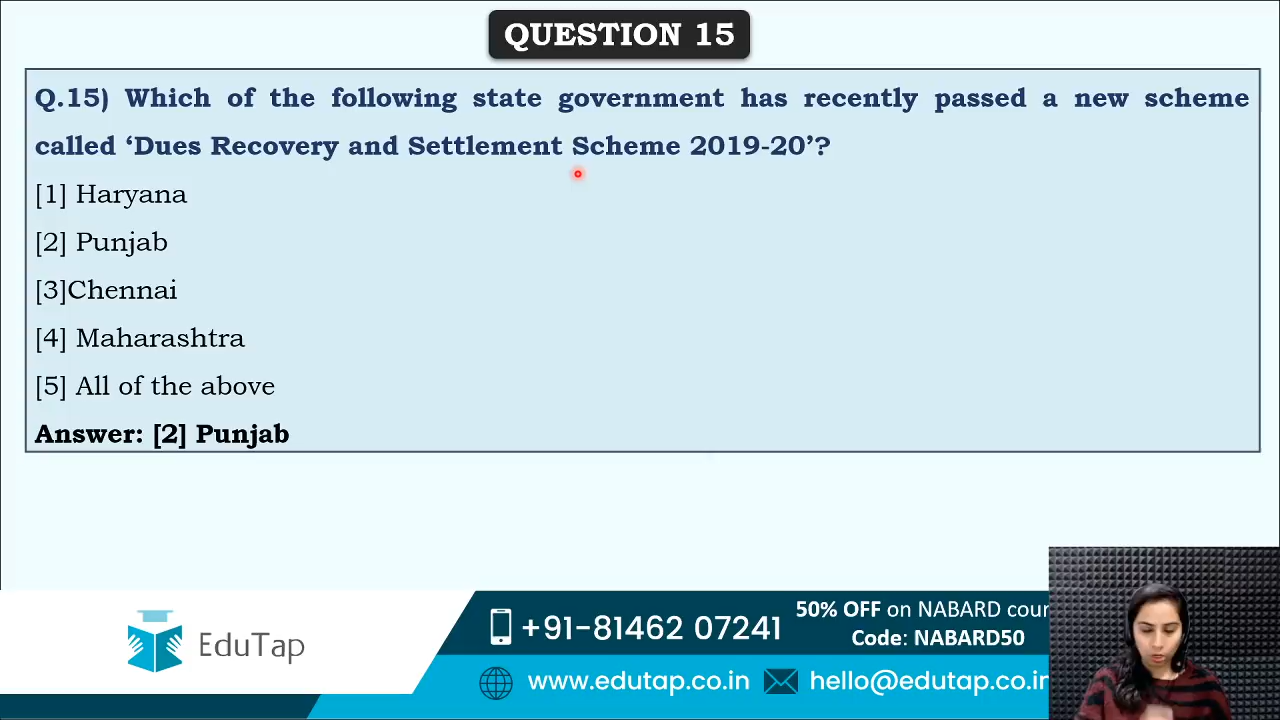 QUESTION 15
Q.15) Which of the following state government has recently passed a new scheme
called ‘Dues Recovery and Settlement Scheme 2019-20’?
[1] Haryana
[2] Punjab
[3]Chennai
[4] Maharashtra
[5] All of the above
Answer: [2] Punjab
EduTap
+91-81462 07241
50% OFF on NABARD cour
Code: NABARD50
www.edutap.co.in
hello@edutap.co.in